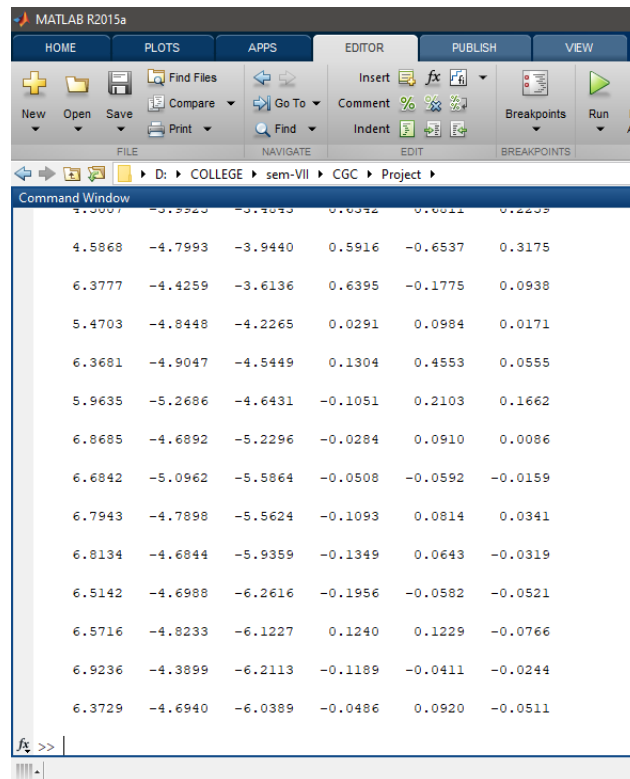 MATLAB R2015a
HOME PLOTS APPS EDITOR PUBLISH VIEW
Find Files Insert fx
New Open Save Compare Go To Comment Breakpoints Run
Print Find Indent
FILE NAVIGATE EDIT BREAKPOINTS
D: COLLEGE sem-VII CGC Project
Command Window
4.5868 -4.7993 -3.9440 0.5916 -0.6537 0.3175
6.3777 -4.4259 -3.6136 0.6395 -0.1775 0.0938
5.4703 -4.8448 -4.2265 0.0291 0.0984 0.0171
6.3681 -4.9047 -4.5449 0.1304 0.4553 0.0555
5.9635 -5.2686 -4.6431 -0.1051 0.2103 0.1662
6.8685 -4.6892 -5.2296 -0.0284 0.0910 0.0086
6.6842 -5.0962 -5.5864 -0.0508 -0.0592 -0.0159
6.7943 -4.7898 -5.5624 -0.1093 0.0814 0.0341
6.8134 -4.6844 -5.9359 -0.1349 0.0643 -0.0319
6.5142 -4.6988 -6.2616 -0.1956 -0.0582 -0.0521
6.5716 -4.8233 -6.1227 0.1240 0.1229 -0.0766
6.9236 -4.3899 -6.2113 -0.1189 -0.0411 -0.0244
6.3729 -4.6940 -6.0389 -0.0486 0.0920 -0.0511
fx >>